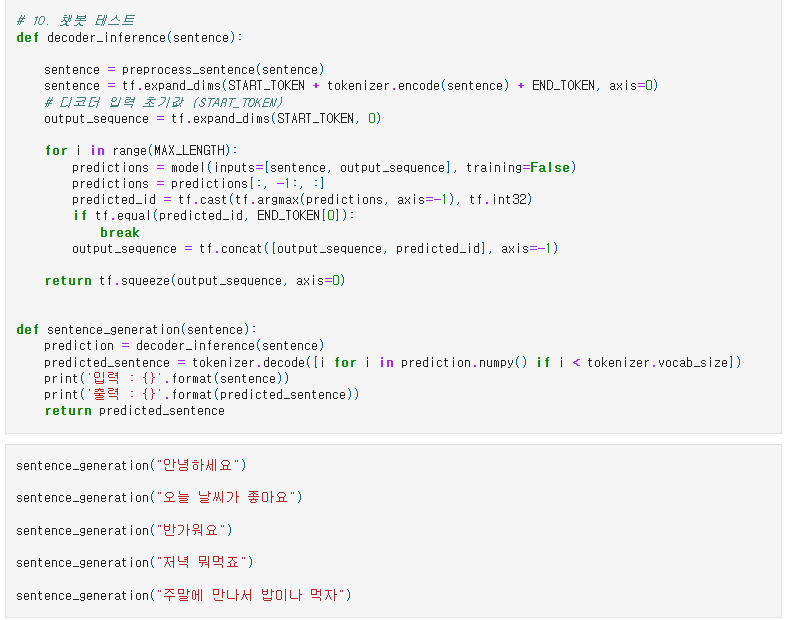 # 10. 챗봇 테스트
def decoder_inference(sentence):
sentence = preprocess_sentence(sentence)
sentence = tf.expand_dims(START_TOKEN + tokenizer.encode(sentence) + END_TOKEN, axis=0)
# 디코더 입력 초기값 (START_TOKEN)
output_sequence = tf.expand_dims(START_TOKEN, 0)
for i in range(MAX_LENGTH):
predictions = model(inputs=[sentence, output_sequence], training=False)
predictions = predictions[:, -1:, :]
predicted_id = tf.cast(tf.argmax(predictions, axis=-1), tf.int32)
if tf.equal(predicted_id, END_TOKEN[0]):
break
output_sequence = tf.concat([output_sequence, predicted_id], axis=-1)
return tf.squeeze(output_sequence, axis=0)
def sentence_generation(sentence):
prediction = decoder_inference(sentence)
predicted_sentence = tokenizer.decode([i for i in prediction.numpy() if i < tokenizer.vocab_size])
print('입력 : {}'.format(sentence))
print('출력 : {}'.format(predicted_sentence))
return predicted_sentence
sentence_generation("안녕하세요")
sentence_generation("오늘 날씨가 좋아요")
sentence_generation("반가워요")
sentence_generation("저녁 뭐먹죠")
sentence_generation("주말에 만나서 밥이나 먹자")